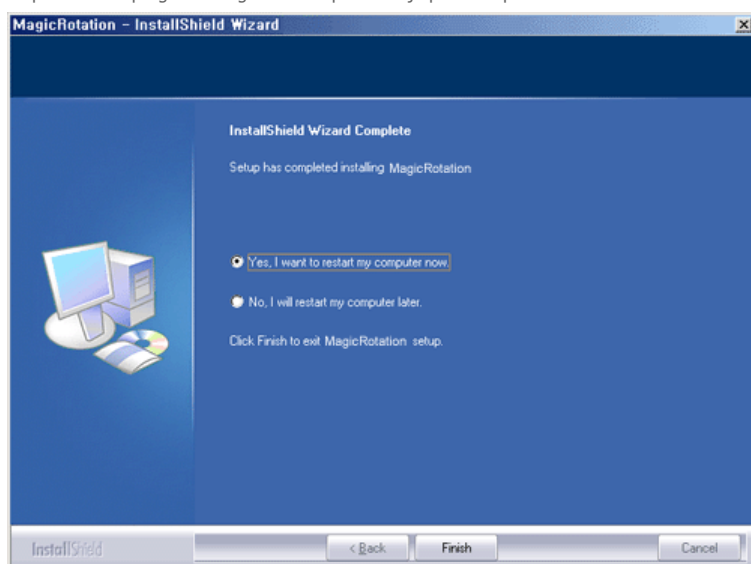 MagicRotation - InstallShield Wizard
InstallShield Wizard Complete
Setup has completed installing MagicRotation
Yes, I want to restart my computer now.
No, I will restart my computer later.
Click Finish to exit MagicRotation setup.
InstallShield
< Back
Finish
Cancel